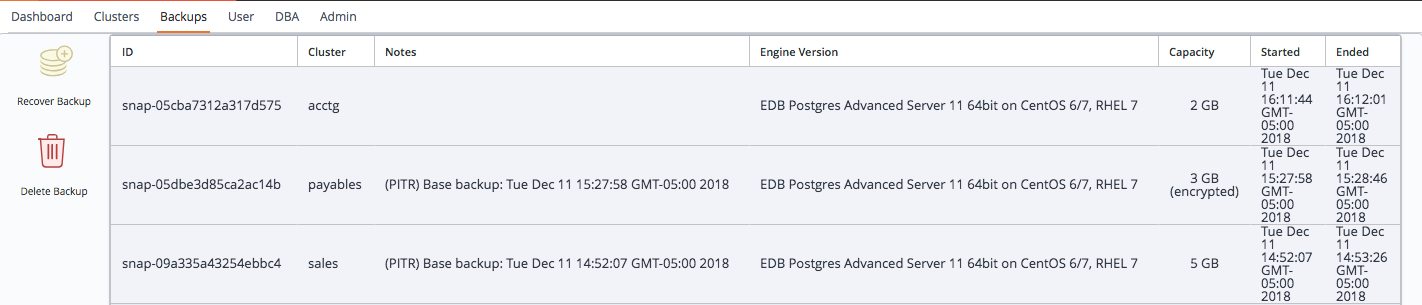 Dashboard Clusters Backups User DBA Admin
Recover Backup
Delete Backup
ID Cluster Notes Engine Version Capacity Started Ended
snap-05cba7312a317d575 acctg EDB Postgres Advanced Server 11 64bit on CentOS 6/7, RHEL 7 2 GB
Tue Dec
11
16:11:44
GMT-
05:00
2018
Tue Dec
11
16:12:01
GMT-
05:00
2018
snap-05dbe3d85ca2ac14b payables (PITR) Base backup: Tue Dec 11 15:27:58 GMT-05:00 2018 EDB Postgres Advanced Server 11 64bit on CentOS 6/7, RHEL 7
3 GB
(encrypted)
Tue Dec
11
15:27:58
GMT-
05:00
2018
Tue Dec
11
15:28:46
GMT-
05:00
2018
snap-09a335a43254ebbc4 sales (PITR) Base backup: Tue Dec 11 14:52:07 GMT-05:00 2018 EDB Postgres Advanced Server 11 64bit on CentOS 6/7, RHEL 7 5 GB
Tue Dec
11
14:52:07
GMT-
05:00
2018
Tue Dec
11
14:53:26
GMT-
05:00
2018